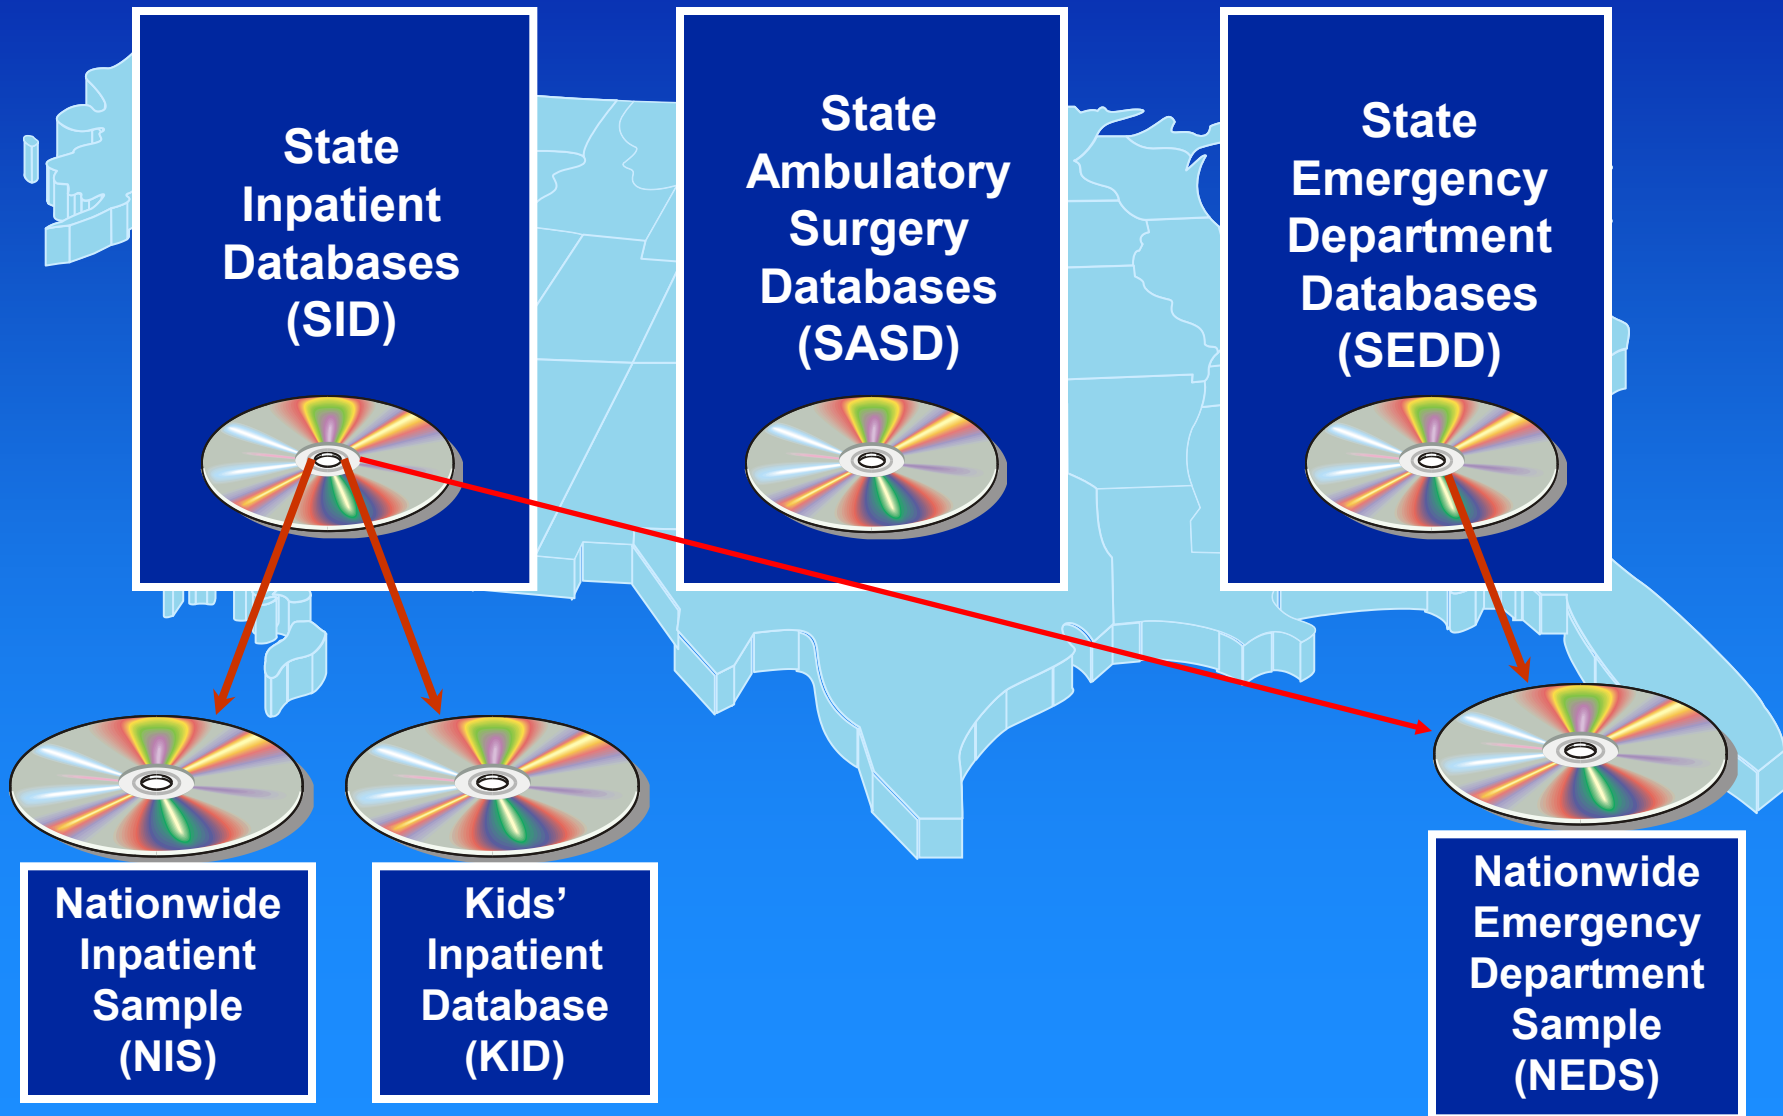 State
Inpatient
Databases
(SID)
State
Ambulatory
Surgery
Databases
(SASD)
State
Emergency
Department
Databases
(SEDD)
Nationwide
Inpatient
Sample
(NIS)
Kids’
Inpatient
Database
(KID)
Nationwide
Emergency
Department
Sample
(NEDS)